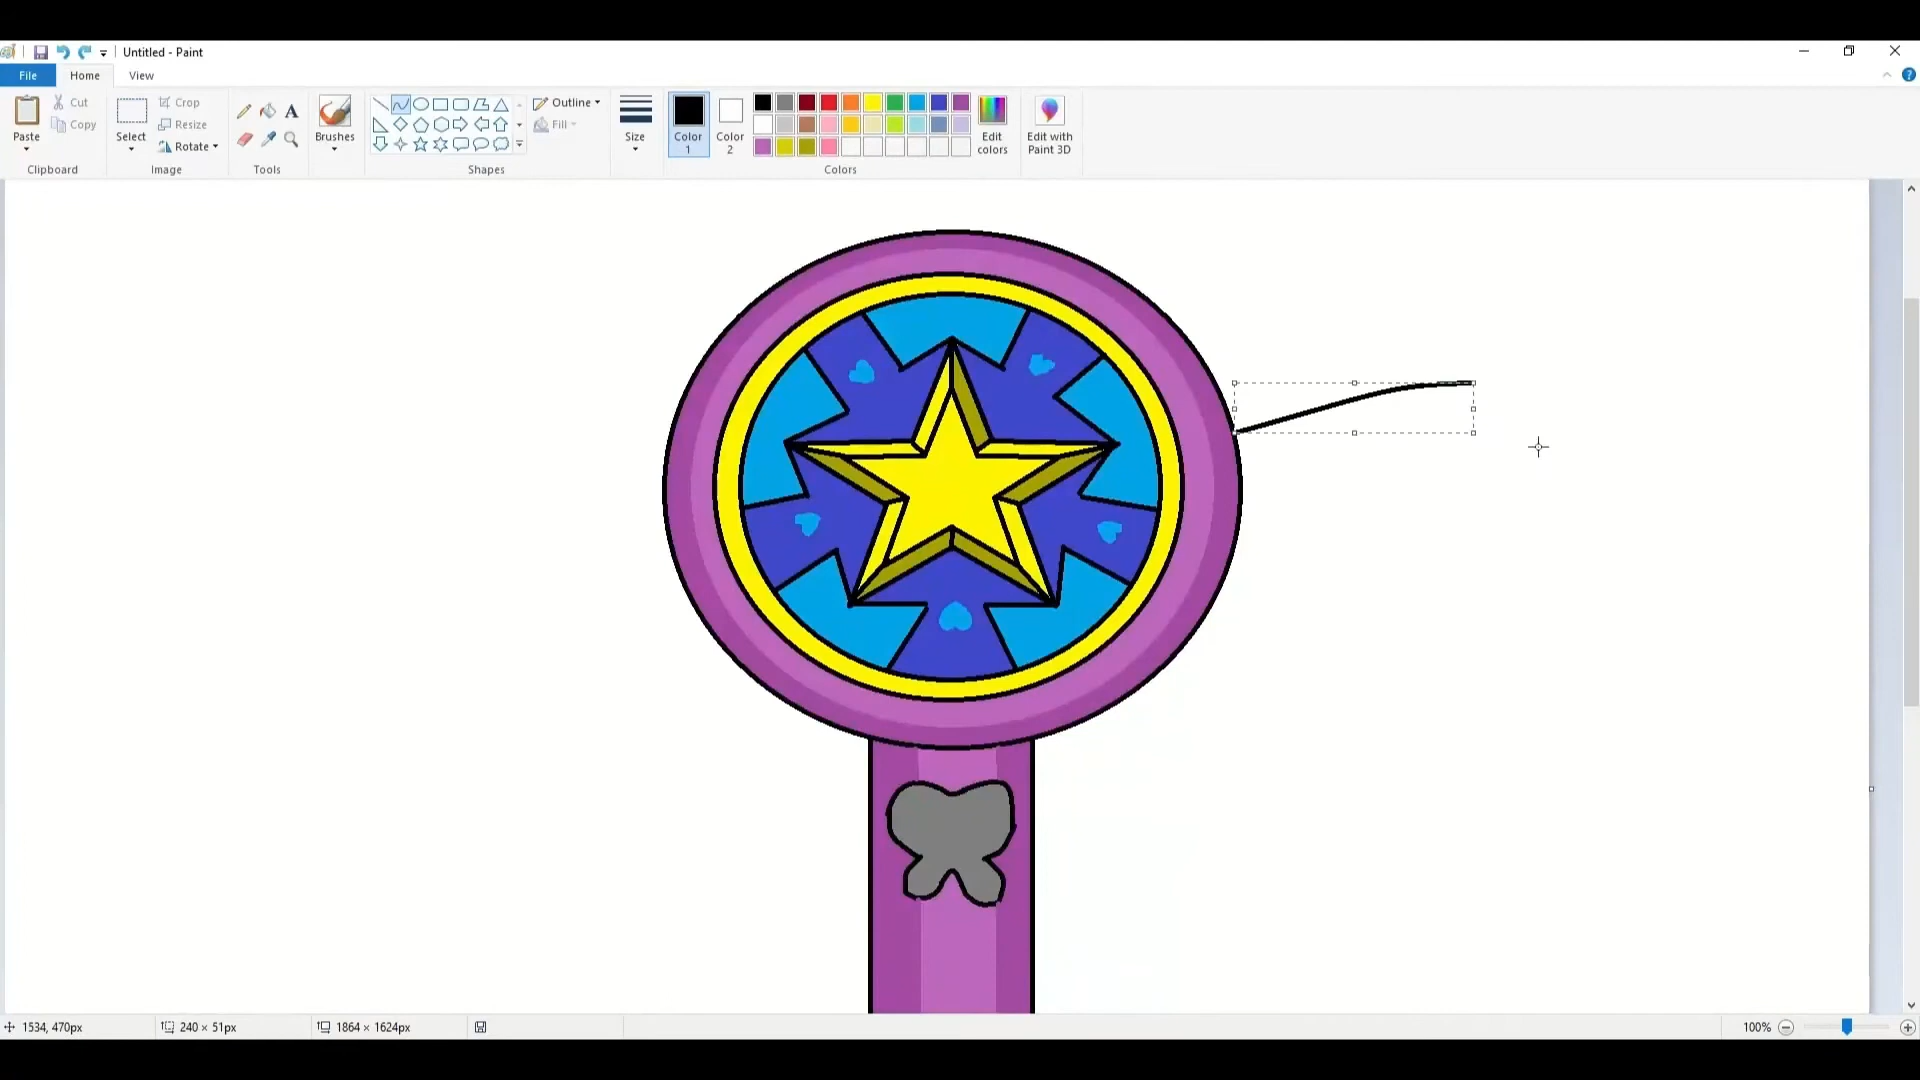 Untitled - Paint
File Home View
Paste
Cut
Copy
Clipboard
Select
Crop
Resize
Rotate
Image
A
Tools
Brushes
Shapes
Outline
Fill
Size
Color
1
Color
2
Edit
colors
Colors
Edit with
Paint 3D
1534, 470px
240 × 51px
1864 × 1624px
100%